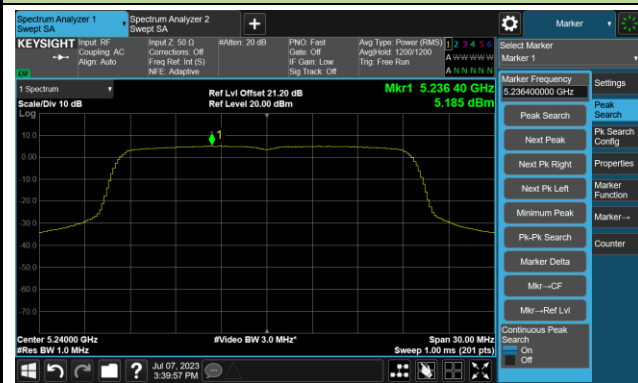 Spectrum Analyzer 1
Swept SA
Spectrum Analyzer 2
Swept SA
+
Marker
KEYSIGHT
Input: RF
Coupling: AC
Align: Auto
Input Z: 50 Ω
Corrections: Off
Freq Ref: Int (S)
NFE: Adaptive
#Atten: 20 dB
PNO: Fast
Gate: Off
IF Gain: Low
Sig Track: Off
Avg Type: Power (RMS)
Avg|Hold: 1200/1200
Trig: Free Run
1 2 3 4 5 6
A W W W W W
A N N N N N
LW
Select Marker
Marker 1
1 Spectrum
Scale/Div 10 dB
Log
Ref Lvl Offset 21.20 dB
Ref Level 20.00 dBm
Mkr1 5.236 40 GHz
5.185 dBm
1
10.0
0.00
-10.0
-20.0
-30.0
-40.0
-50.0
-60.0
-70.0
Center 5.24000 GHz
#Res BW 1.0 MHz
#Video BW 3.0 MHz*
Span 30.00 MHz
Sweep 1.00 ms (201 pts)
Marker Frequency
5.236400000 GHz
Peak Search
Next Peak
Next Pk Right
Next Pk Left
Minimum Peak
Pk-Pk Search
Marker Delta
Mkr→CF
Mkr→Ref Lvl
Continuous Peak
Search
On
Off
Settings
Peak
Search
Pk Search
Config
Properties
Marker
Function
Marker→
Counter
?
Jul 07, 2023
3:39:57 PM